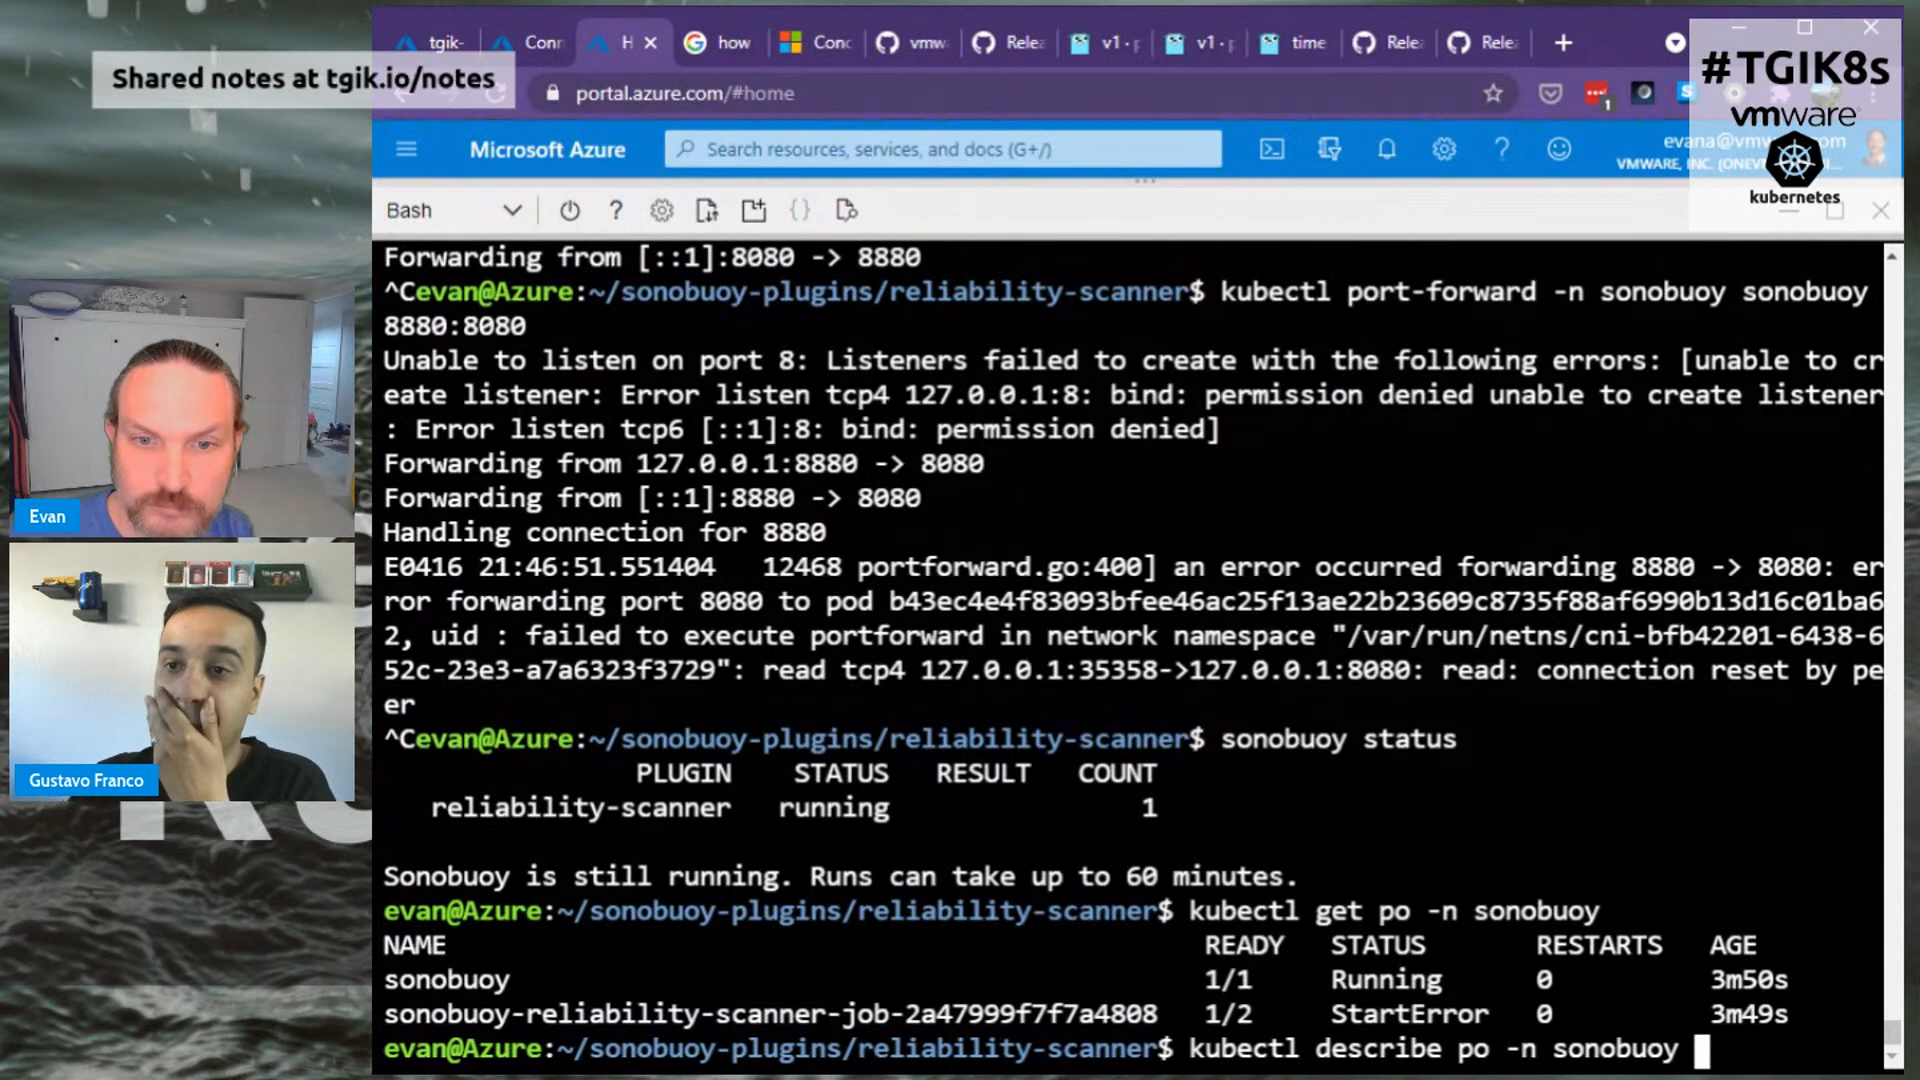 tgik-
Conn
H
how
Conc
vmw
Relea
v1 · p
v1 · p
time
Relea
Relea
Shared notes at tgik.io/notes
portal.azure.com/#home
1
#TGIK8s
vmware
kubernetes
Microsoft Azure
Search resources, services, and docs (G+/)
Bash
Forwarding from [::1]:8080 -> 8880
^Cevan@Azure:~/sonobuoy-plugins/reliability-scanner$ kubectl port-forward -n sonobuoy sonobuoy
8880:8080
Unable to listen on port 8: Listeners failed to create with the following errors: [unable to cr
eate listener: Error listen tcp4 127.0.0.1:8: bind: permission denied unable to create listener
: Error listen tcp6 [::1]:8: bind: permission denied]
Forwarding from 127.0.0.1:8880 -> 8080
Forwarding from [::1]:8880 -> 8080
Handling connection for 8880
E0416 21:46:51.551404   12468 portforward.go:400] an error occurred forwarding 8880 -> 8080: er
ror forwarding port 8080 to pod b43ec4e4f83093bfee46ac25f13ae22b23609c8735f88af6990b13d16c01ba6
2, uid : failed to execute portforward in network namespace "/var/run/netns/cni-bfb42201-6438-6
52c-23e3-a7a6323f3729": read tcp4 127.0.0.1:35358->127.0.0.1:8080: read: connection reset by pe
er
^Cevan@Azure:~/sonobuoy-plugins/reliability-scanner$ sonobuoy status
PLUGIN STATUS RESULT COUNT
reliability-scanner running 1
Sonobuoy is still running. Runs can take up to 60 minutes.
evan@Azure:~/sonobuoy-plugins/reliability-scanner$ kubectl get po -n sonobuoy
NAME READY STATUS RESTARTS AGE
sonobuoy 1/1 Running 0 3m50s
sonobuoy-reliability-scanner-job-2a47999f7f7a4808 1/2 StartError 0 3m49s
evan@Azure:~/sonobuoy-plugins/reliability-scanner$ kubectl describe po -n sonobuoy
Evan
Gustavo Franco